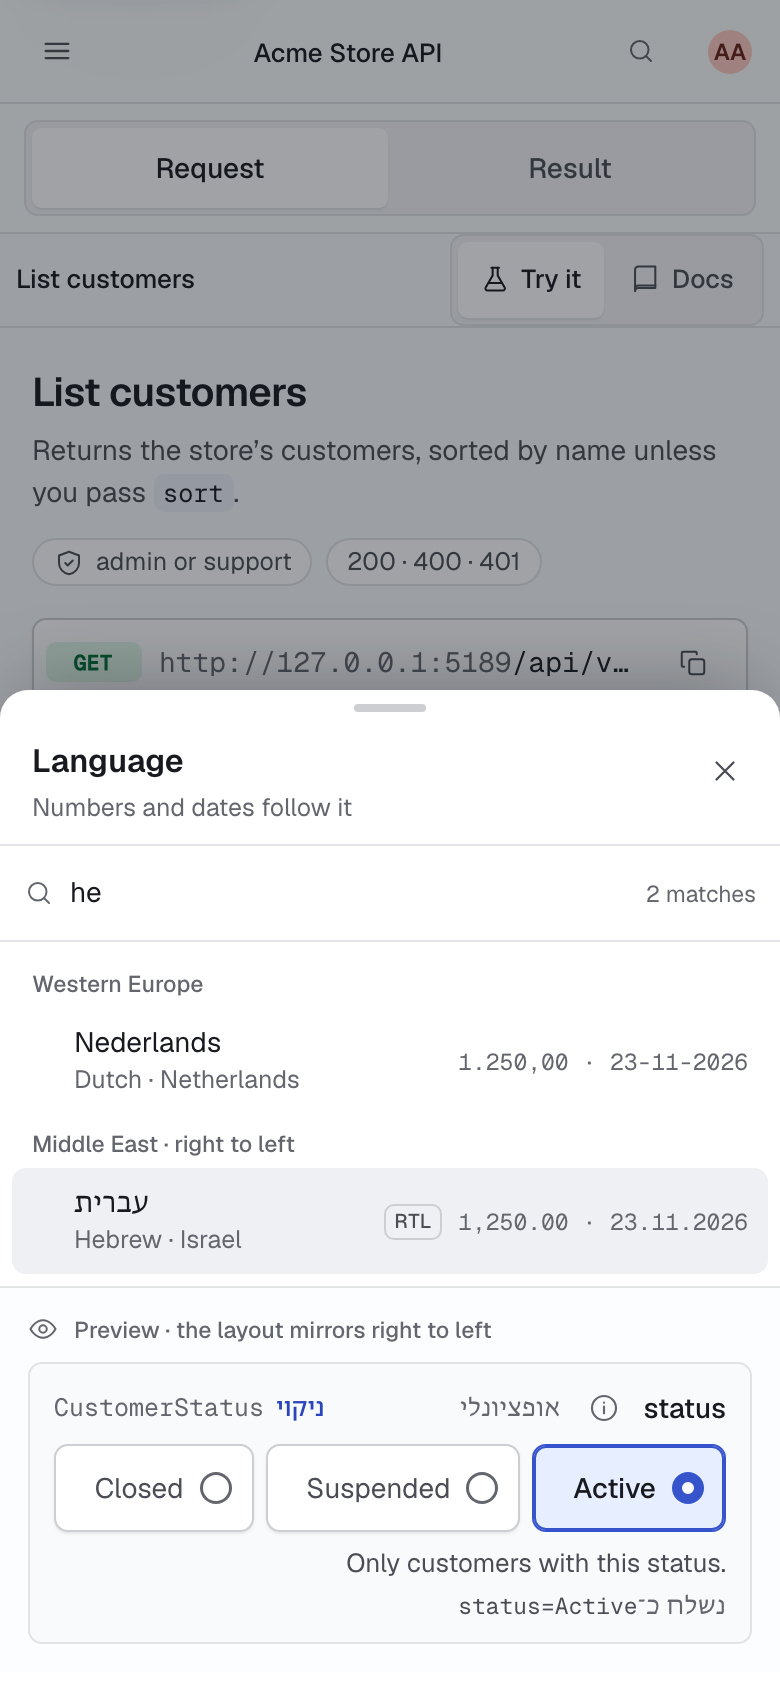 Acme Store API
AA
Request
Result
List customers
Try it
Docs
List customers
Returns the store’s customers, sorted by name unless
you pass sort.
admin or support
200 · 400 · 401
GET
http://127.0.0.1:5189/api/v…
Language
Numbers and dates follow it
he
2 matches
Western Europe
Nederlands
Dutch · Netherlands
1.250,00 · 23-11-2026
Middle East · right to left
עברית
Hebrew · Israel
RTL
1,250.00 · 23.11.2026
Preview · the layout mirrors right to left
status
אופציונלי
CustomerStatus
ניקוי
Active
Suspended
Closed
Only customers with this status.
נשלח כ־status=Active